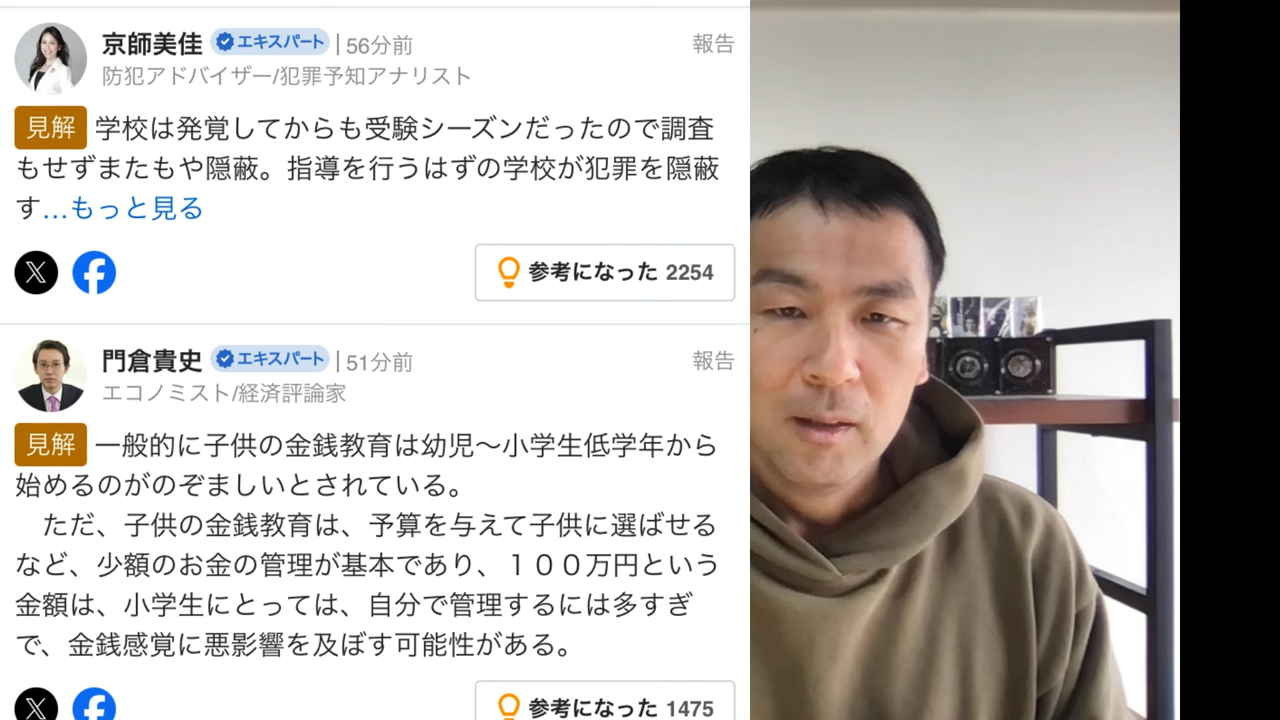 京師美佳 エキスパート | 56分前 報告
防犯アドバイザー/犯罪予知アナリスト
見解 学校は発覚してからも受験シーズンだったので調査
もせずまたもや隠蔽。指導を行うはずの学校が犯罪を隠蔽
す…もっと見る
参考になった 2254
門倉貴史 エキスパート | 51分前 報告
エコノミスト/経済評論家
見解 一般的に子供の金銭教育は幼児〜小学生低学年から
始めるのがのぞましいとされている。
ただ、子供の金銭教育は、予算を与えて子供に選ばせる
など、少額のお金の管理が基本であり、１００万円という
金額は、小学生にとっては、自分で管理するには多すぎ
で、金銭感覚に悪影響を及ぼす可能性がある。
参考になった 1475